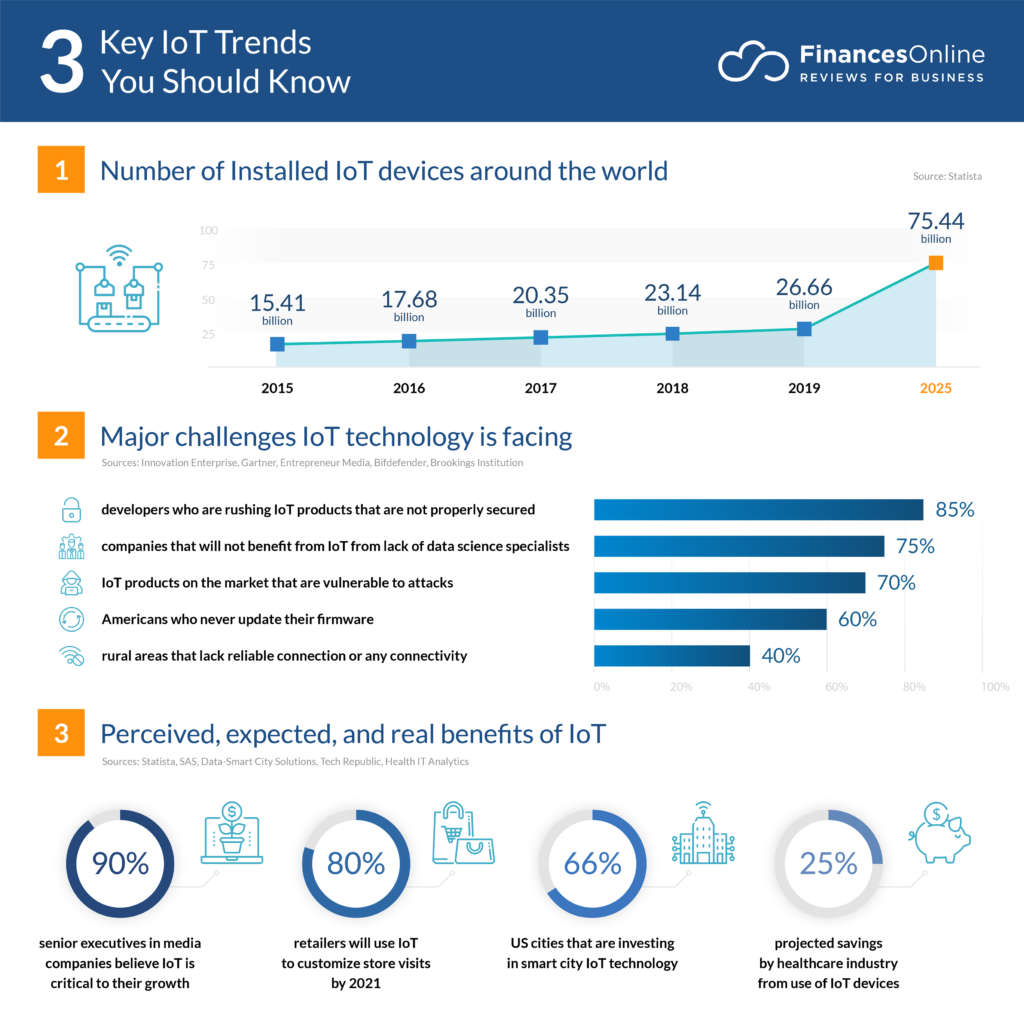 3
Key IoT Trends
You Should Know
FinancesOnline
REVIEWS FOR BUSINESS
1
Number of Installed IoT devices around the world
Source: Statista
100
75
50
25
15.41
billion
17.68
billion
20.35
billion
23.14
billion
26.66
billion
75.44
billion
2015 2016 2017 2018 2019 2025
2
Major challenges IoT technology is facing
Sources: Innovation Enterprise, Gartner, Entrepreneur Media, Bifdefender, Brookings Institution
developers who are rushing IoT products that are not properly secured 85%
companies that will not benefit from IoT from lack of data science specialists 75%
IoT products on the market that are vulnerable to attacks 70%
Americans who never update their firmware 60%
rural areas that lack reliable connection or any connectivity 40%
0% 20% 40% 60% 80% 100%
3
Perceived, expected, and real benefits of IoT
Sources: Statista, SAS, Data-Smart City Solutions, Tech Republic, Health IT Analytics
90%
$
senior executives in media
companies believe IoT is
critical to their growth
80%
retailers will use IoT
to customize store visits
by 2021
66%
US cities that are investing
in smart city IoT technology
25%
$
projected savings
by healthcare industry
from use of IoT devices